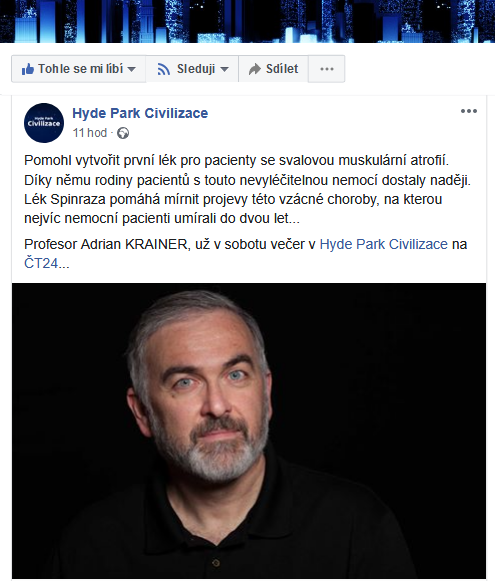 Tohle se mi líbí Sleduji Sdílet ...
Hyde Park
Civilizace
Hyde Park Civilizace
11 hod ·
Pomohl vytvořit první lék pro pacienty se svalovou muskulární atrofií.
Díky němu rodiny pacientů s touto nevyléčitelnou nemocí dostaly naději.
Lék Spinraza pomáhá mírnit projevy této vzácné choroby, na kterou
nejvíc nemocní pacienti umírali do dvou let...
Profesor Adrian KRAINER, už v sobotu večer v Hyde Park Civilizace na
ČT24...